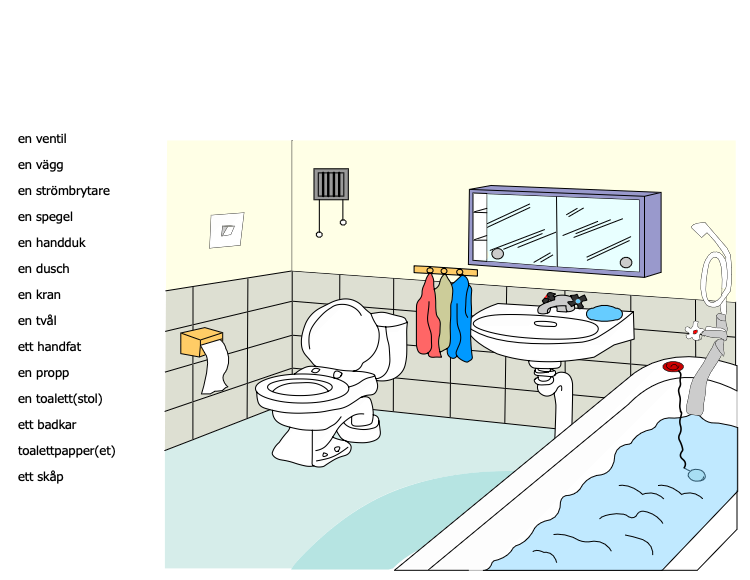 en ventil
en vägg
en strömbrytare
en spegel
en handduk
en dusch
en kran
en tvål
ett handfat
en propp
en toalett(stol)
ett badkar
toalettpapper(et)
ett skåp